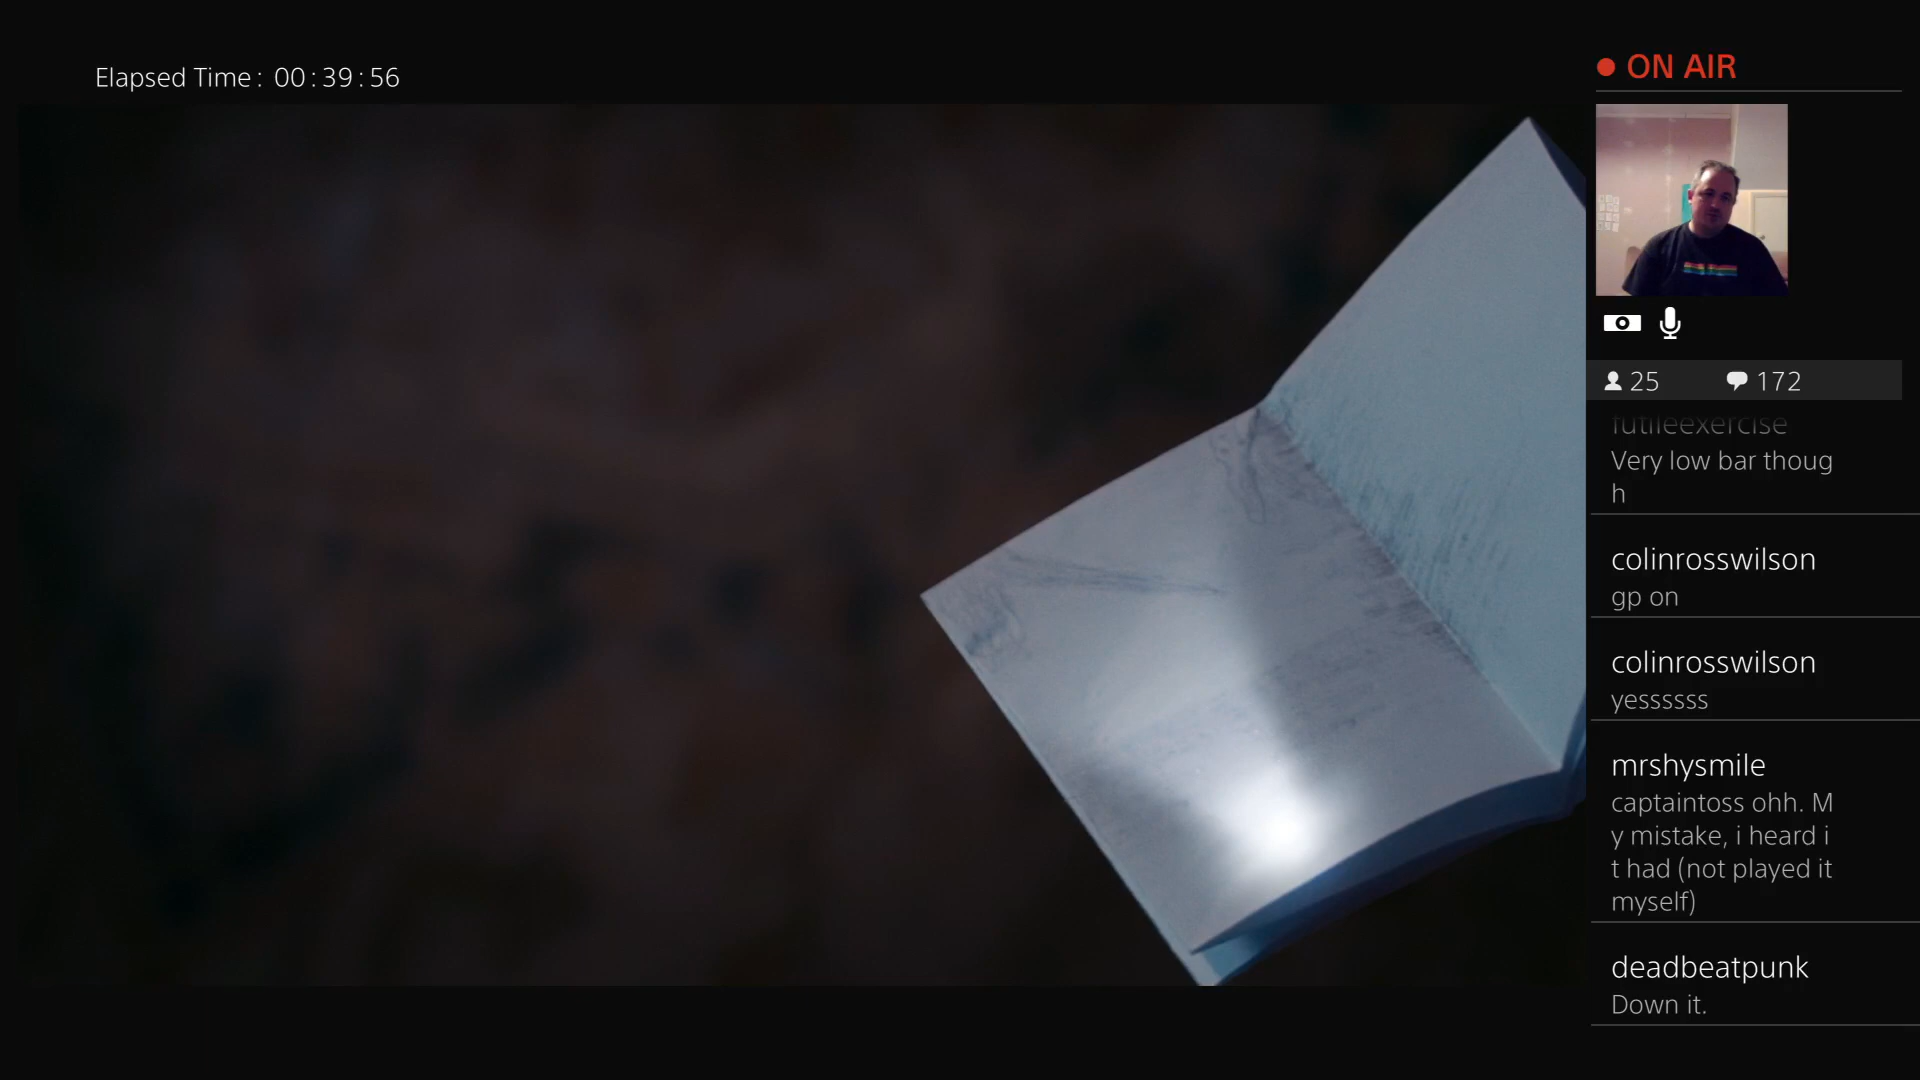 Elapsed Time: 00:39:56
ON AIR
25 172
futileexercise
Very low bar thoug
h
colinrosswilson
gp on
colinrosswilson
yessssss
mrshysmile
captaintoss ohh. M
y mistake, i heard i
t had (not played it
myself)
deadbeatpunk
Down it.